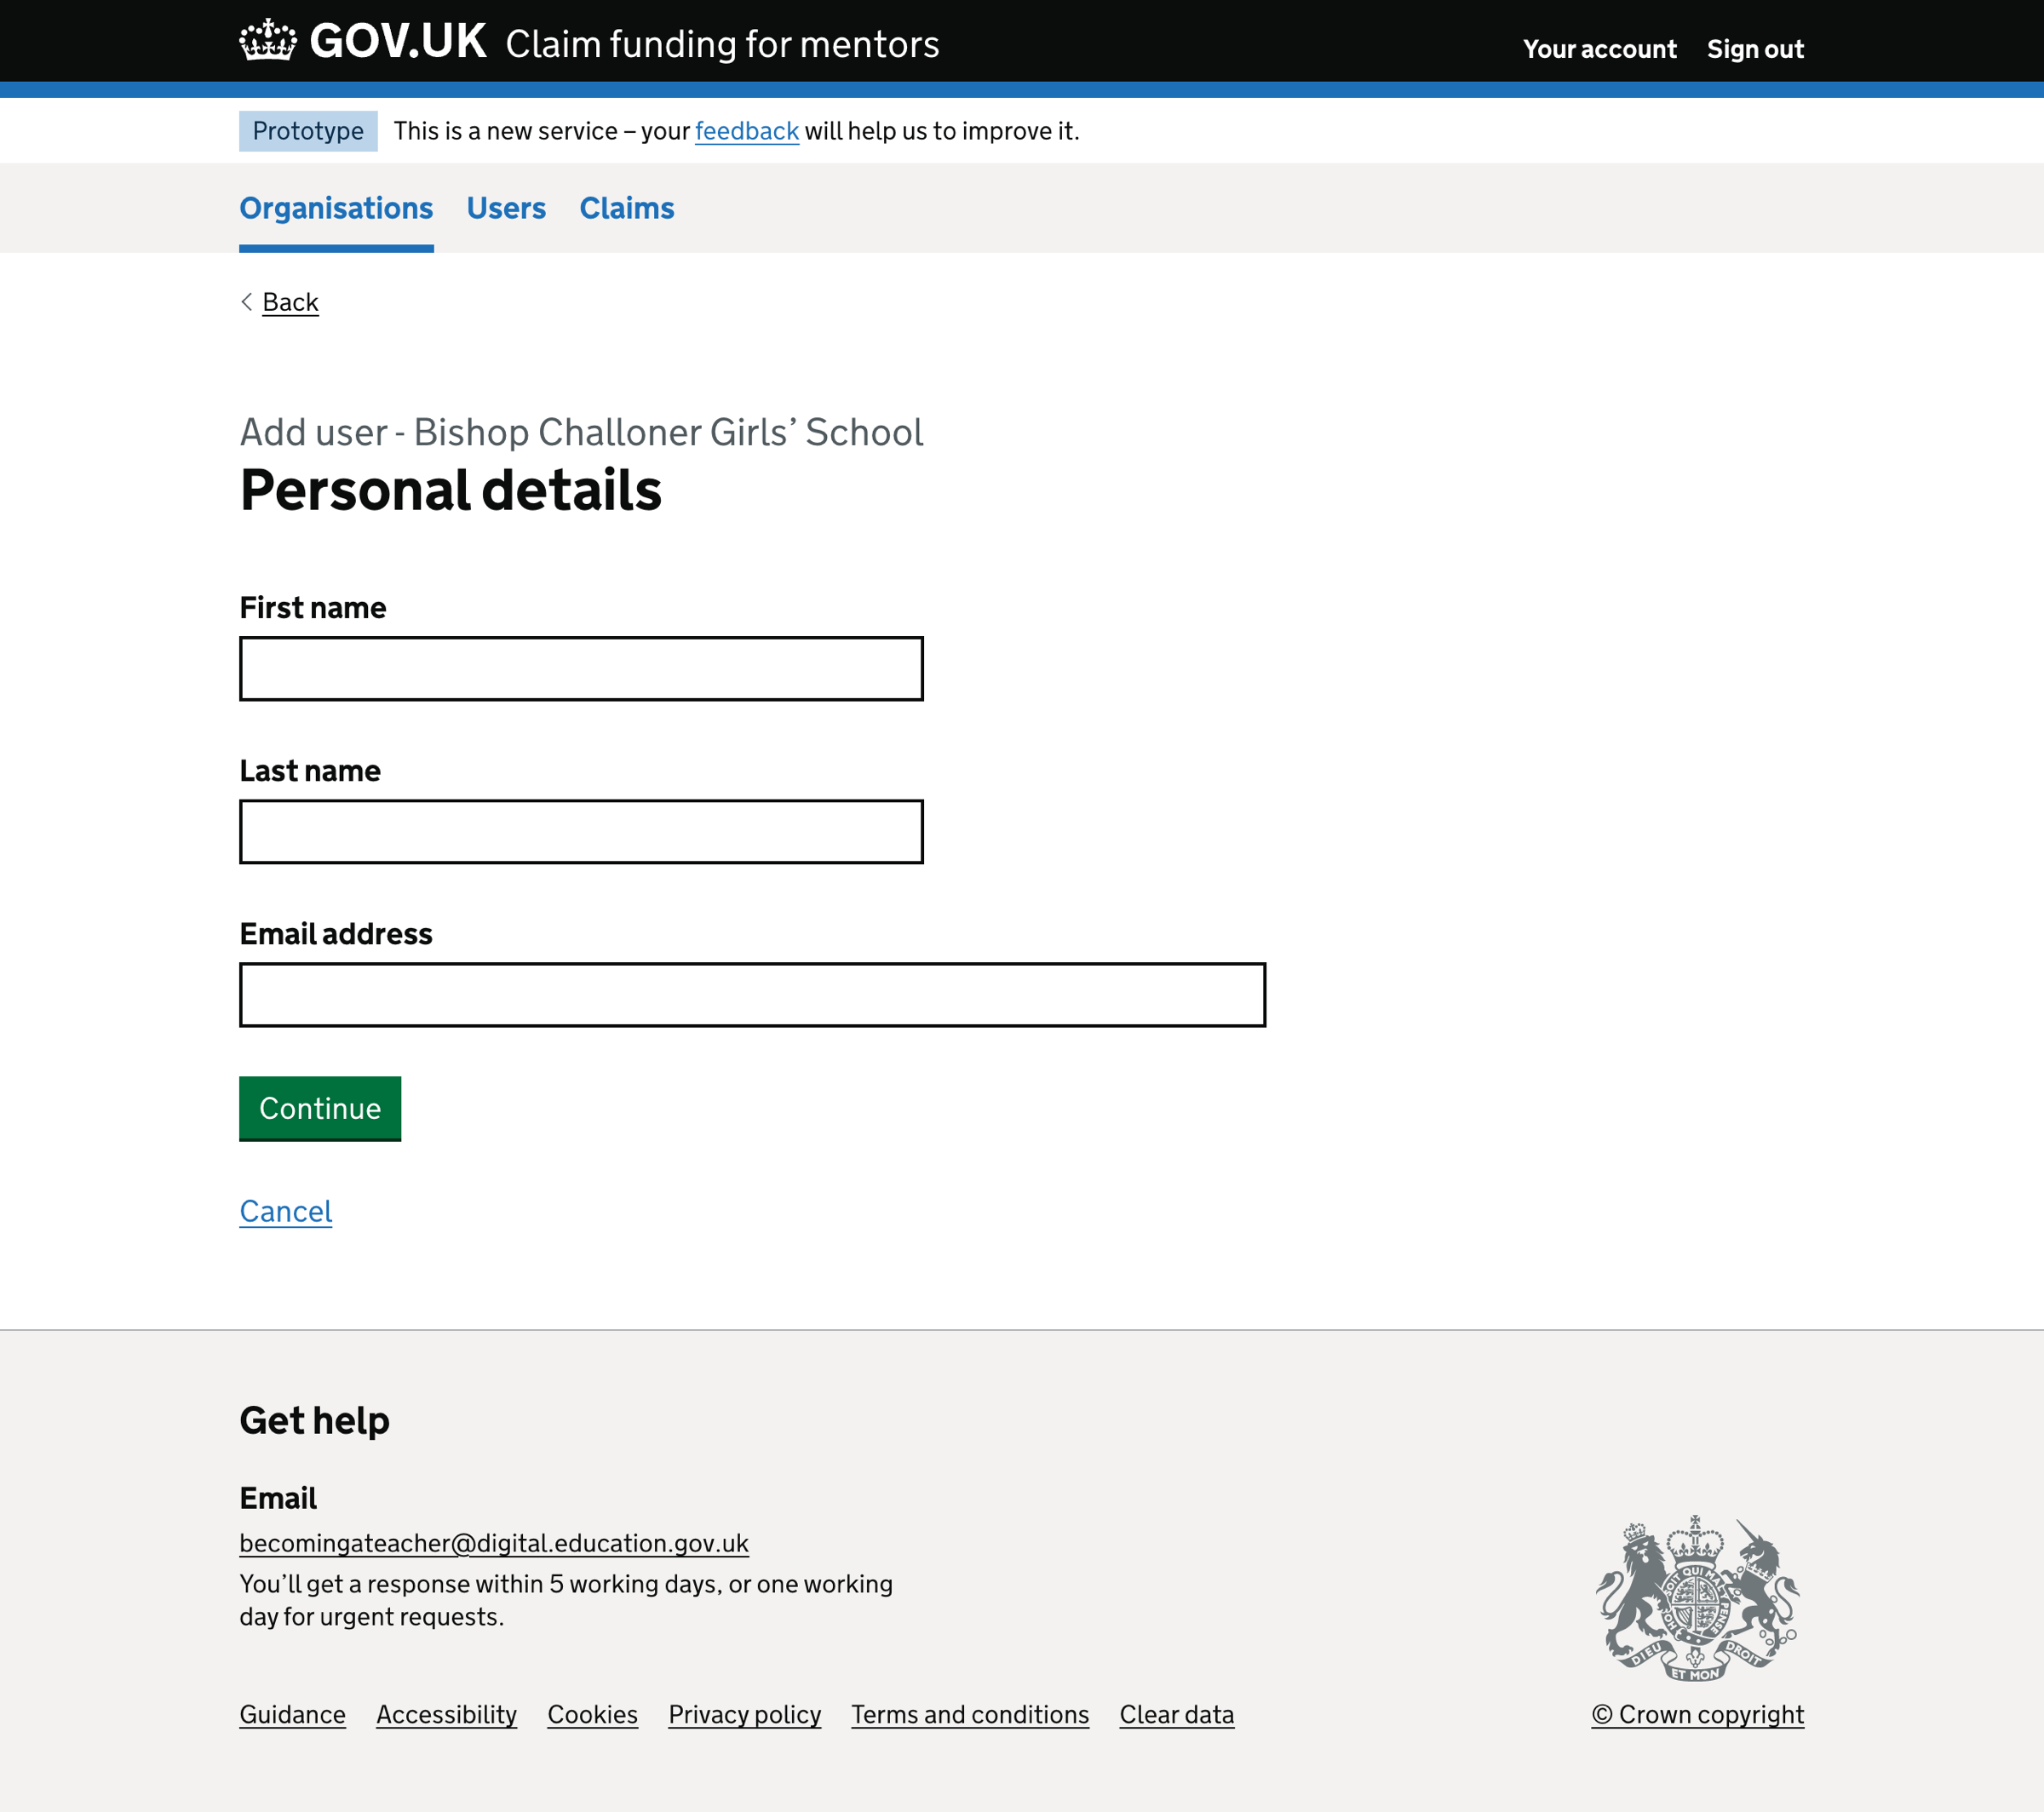 GOV.UK Claim funding for mentors
Your account Sign out
Prototype This is a new service – your feedback will help us to improve it.
Organisations Users Claims
Back
Add user - Bishop Challoner Girls’ School
Personal details
First name
Last name
Email address
Continue
Cancel
Get help
Email
becomingateacher@digital.education.gov.uk
You’ll get a response within 5 working days, or one working
day for urgent requests.
SOIT QUI MAL
PENSE
DIEU ET MON DROIT
Guidance Accessibility Cookies Privacy policy Terms and conditions Clear data
© Crown copyright